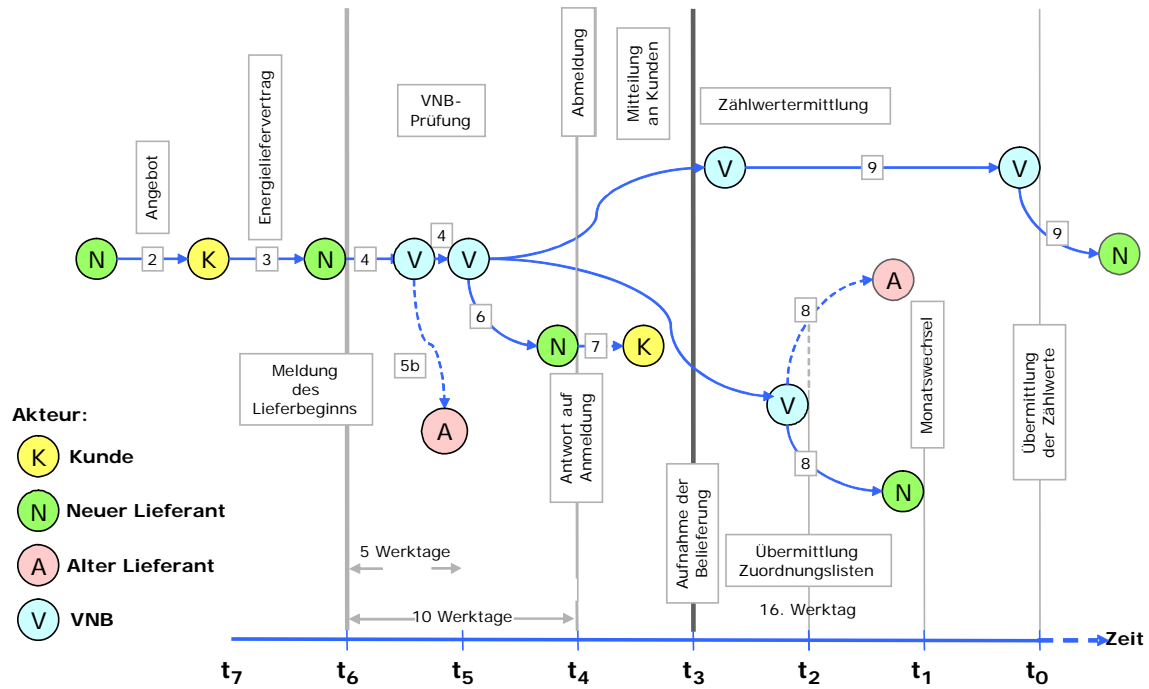 Angebot
Energieliefervertrag
VNB-
Prüfung
Abmeldung
Mitteilung
an Kunden
Zählwertermittlung
V
9
V
9
N
N
2
K
3
N
4
V
4
V
6
5b
A
N
7
K
8
A
V
8
N
Meldung
des
Lieferbeginns
Antwort auf
Anmeldung
Aufnahme der
Belieferung
Monatswechsel
Übermittlung
der Zählwerte
Übermittlung
Zuordnungslisten
16. Werktag
Akteur:
K Kunde
N Neuer Lieferant
A Alter Lieferant
V VNB
5 Werktage
10 Werktage
Zeit
t7 t6 t5 t4 t3 t2 t1 t0